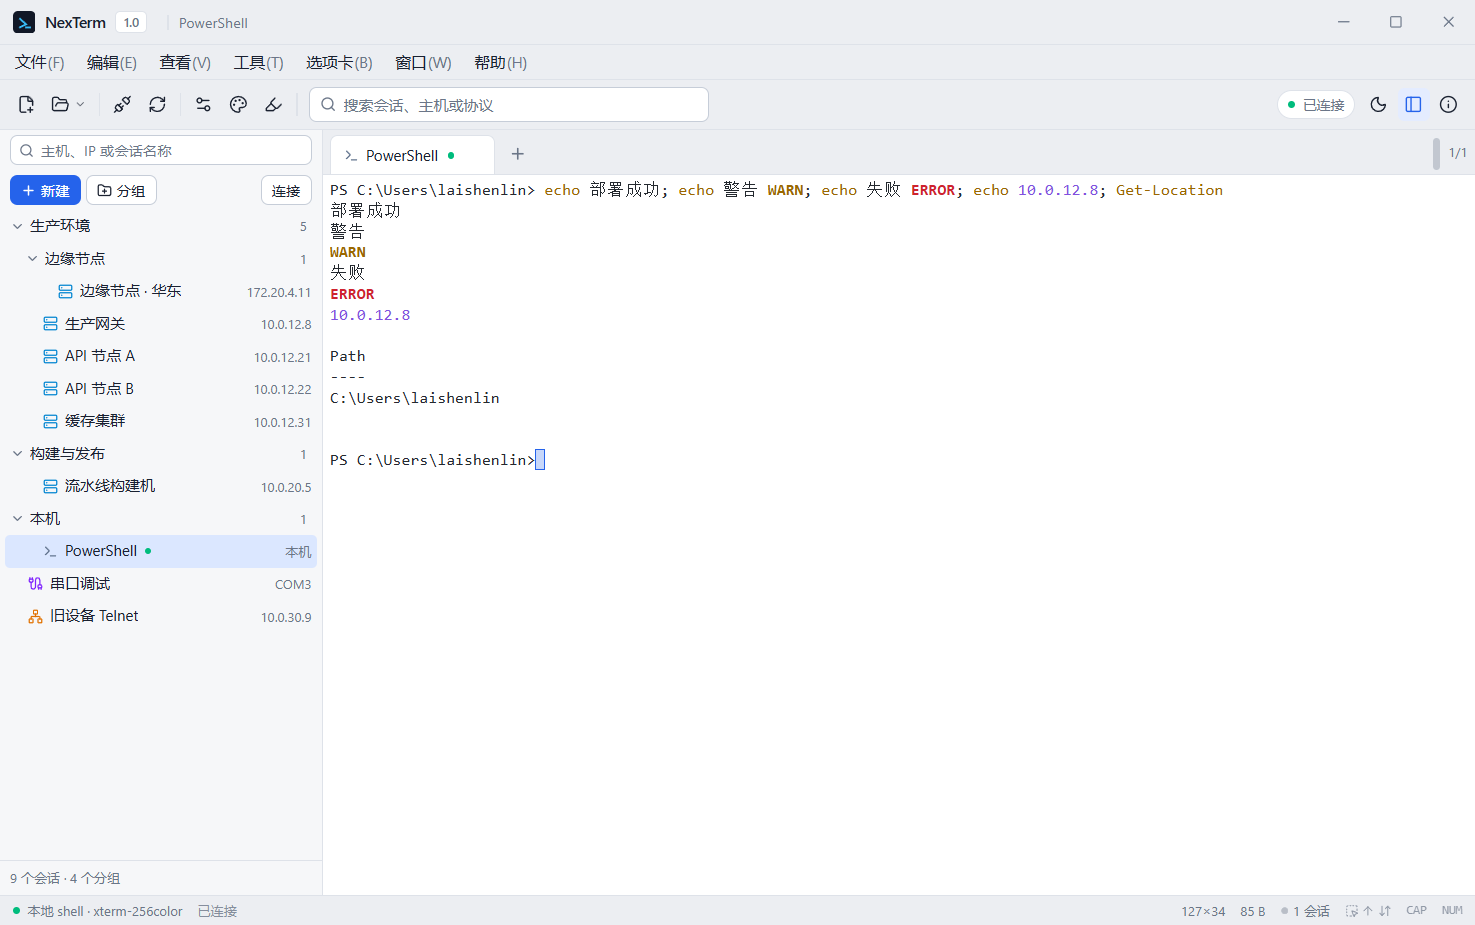 NexTerm 1.0 PowerShell
文件(F) 编辑(E) 查看(V) 工具(T) 选项卡(B) 窗口(W) 帮助(H)
搜索会话、主机或协议 已连接
主机、IP 或会话名称
新建 分组 连接
生产环境 5
边缘节点 1
边缘节点 · 华东 172.20.4.11
生产网关 10.0.12.8
API 节点 A 10.0.12.21
API 节点 B 10.0.12.22
缓存集群 10.0.12.31
构建与发布 1
流水线构建机 10.0.20.5
本机 1
PowerShell 本机
串口调试 COM3
旧设备 Telnet 10.0.30.9
9 个会话 · 4 个分组
PowerShell 1/1
PS C:\Users\laishenlin> echo 部署成功; echo 警告 WARN; echo 失败 ERROR; echo 10.0.12.8; Get-Location
部署成功
警告
WARN
失败
ERROR
10.0.12.8
Path
----
C:\Users\laishenlin
PS C:\Users\laishenlin>
本地 shell · xterm-256color 已连接 127×34 85 B 1 会话 CAP NUM